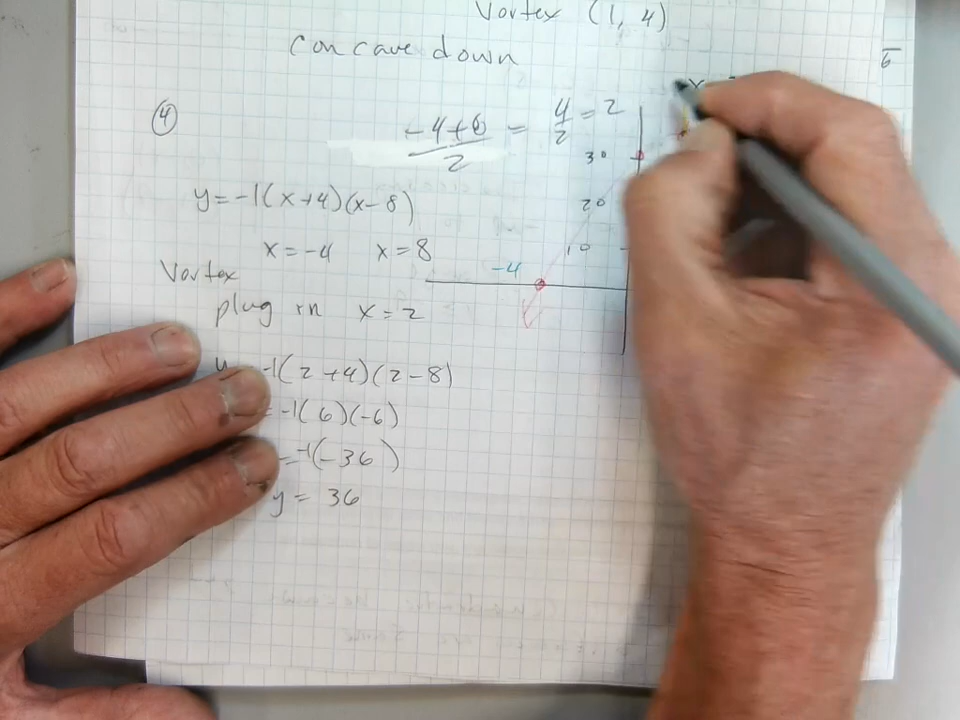 Vortex (1, 4)
concave down
④
-4+8
2
= 4/2 = 2
30
20
10
-4
y=-1(x+4)(x-8)
x=-4 x=8
Vortex
plug in x=2
-1(2+4)(2-8)
=-1(6)(-6)
=-1(-36)
y = 36